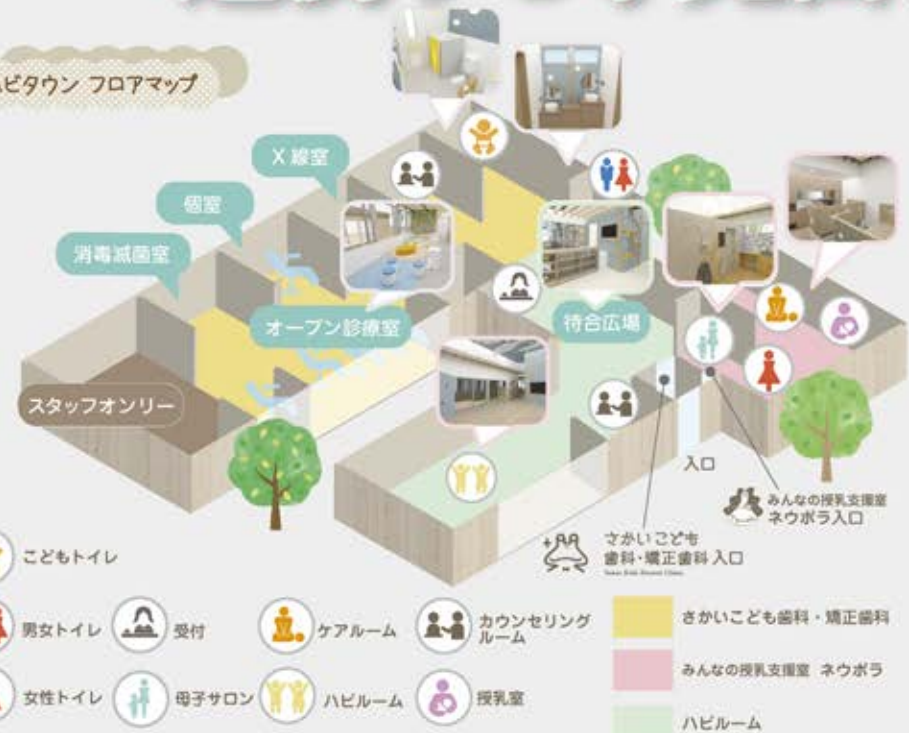 ビタウン フロアマップ
X線室
個室
消毒滅菌室
オープン診療室
待合広場
スタッフオンリー
入口
みんなの授乳支援室
ネウボラ入口
さかいこども
歯科・矯正歯科 入口
こどもトイレ
男女トイレ
受付
ケアルーム
カウンセリング
ルーム
女性トイレ
母子サロン
ハビルーム
授乳室
さかいこども歯科・矯正歯科
みんなの授乳支援室 ネウボラ
ハビルーム